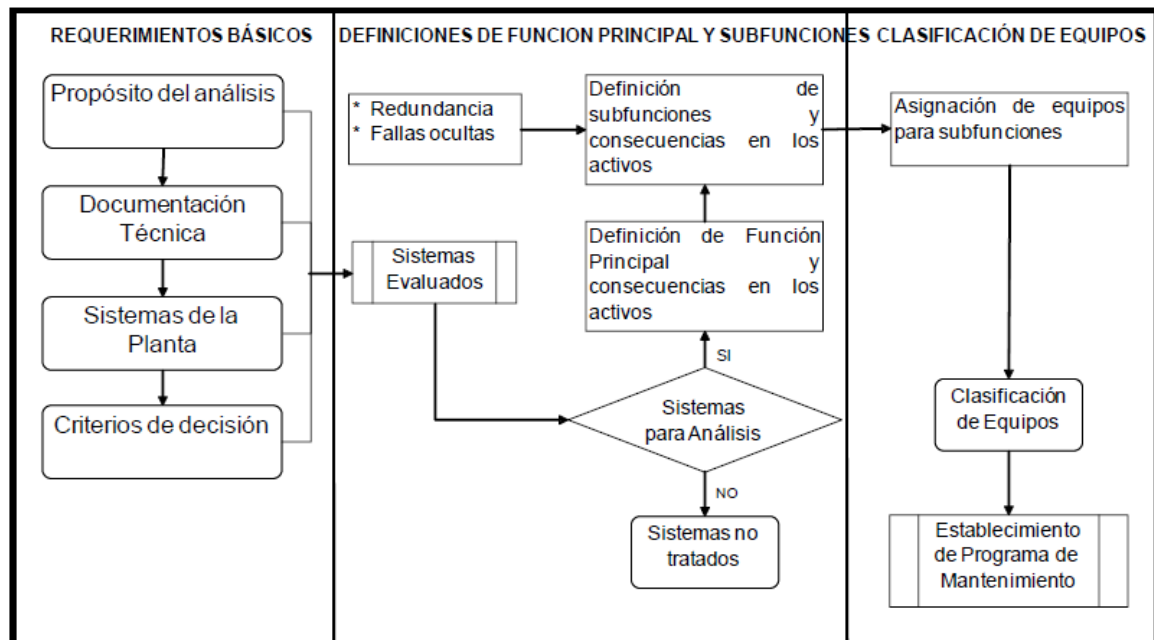 REQUERIMIENTOS BÁSICOS
Propósito del análisis
Documentación
Técnica
Sistemas de la
Planta
Criterios de decisión
DEFINICIONES DE FUNCION PRINCIPAL Y SUBFUNCIONES
* Redundancia
* Fallas ocultas
Definición de
subfunciones y
consecuencias en los
activos
Sistemas
Evaluados
Definición de Función
Principal y
consecuencias en los
activos
SI
Sistemas
para Análisis
NO
Sistemas no
tratados
CLASIFICACIÓN DE EQUIPOS
Asignación de equipos
para subfunciones
Clasificación
de Equipos
Establecimiento
de Programa de
Mantenimiento